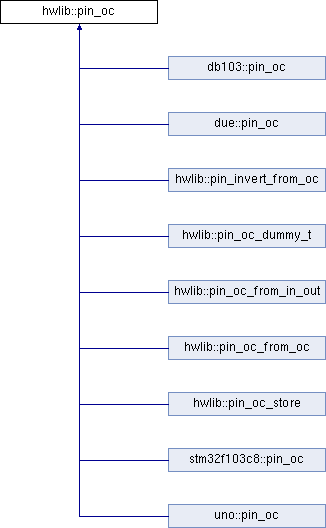 hwlib::pin_oc
db103::pin_oc
due::pin_oc
hwlib::pin_invert_from_oc
hwlib::pin_oc_dummy_t
hwlib::pin_oc_from_in_out
hwlib::pin_oc_from_oc
hwlib::pin_oc_store
stm32f103c8::pin_oc
uno::pin_oc